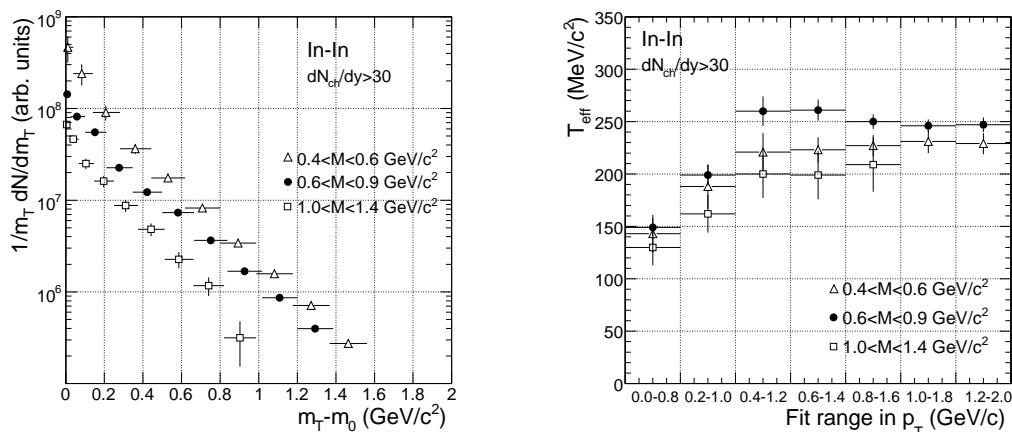 1/m_T dN/dm_T (arb. units)
10^9
10^8
10^7
10^6
In-In
dN_ch/dy>30
0.4<M<0.6 GeV/c^2
0.6<M<0.9 GeV/c^2
1.0<M<1.4 GeV/c^2
0 0.2 0.4 0.6 0.8 1 1.2 1.4 1.6 1.8 2
m_T-m_0 (GeV/c^2)
T_eff (MeV/c^2)
350
300
250
200
150
100
50
0
In-In
dN_ch/dy>30
0.4<M<0.6 GeV/c^2
0.6<M<0.9 GeV/c^2
1.0<M<1.4 GeV/c^2
0.0-0.8 0.2-1.0 0.4-1.2 0.6-1.4 0.8-1.6 1.0-1.8 1.2-2.0
Fit range in p_T (GeV/c)